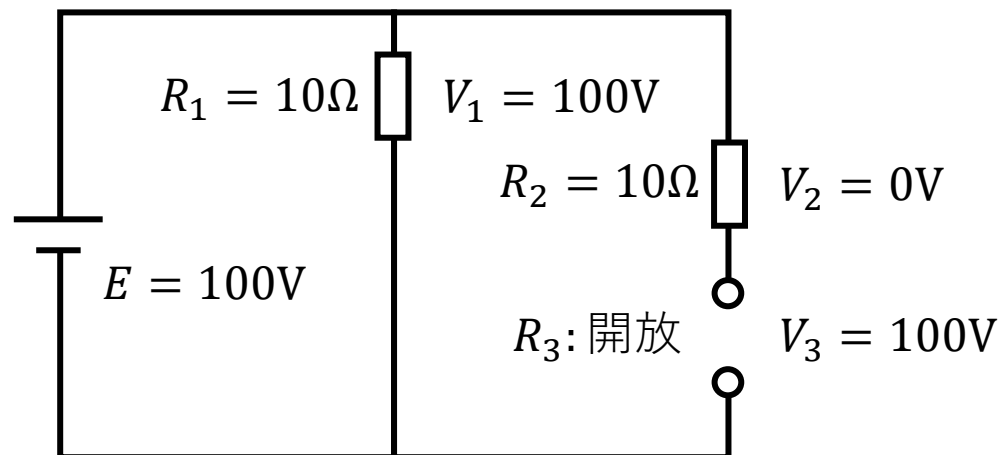 R₁ = 10Ω
V₁ = 100V
R₂ = 10Ω
V₂ = 0V
E = 100V
R₃: 開放
V₃ = 100V